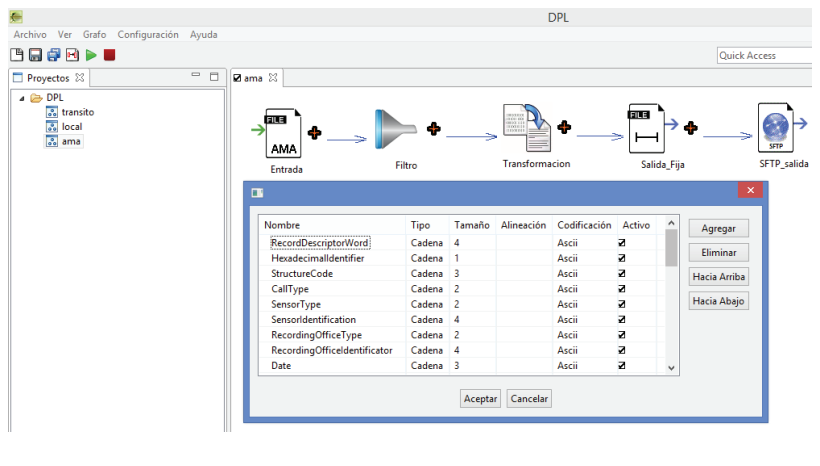 DPL
Archivo Ver Grafo Configuración Ayuda
Quick Access
Proyectos
ama
DPL
transito
local
ama
FILE
AMA
FILE
SFTP
Entrada
Filtro
Transformacion
Salida_Fija
SFTP_salida
Nombre Tipo Tamaño Alineación Codificación Activo
RecordDescriptorWord Cadena 4 Ascii
HexadecimalIdentifier Cadena 1 Ascii
StructureCode Cadena 3 Ascii
CallType Cadena 2 Ascii
SensorType Cadena 2 Ascii
SensorIdentification Cadena 4 Ascii
RecordingOfficeType Cadena 2 Ascii
RecordingOfficeIdentificator Cadena 4 Ascii
Date Cadena 3 Ascii
Agregar
Eliminar
Hacia Arriba
Hacia Abajo
Aceptar Cancelar